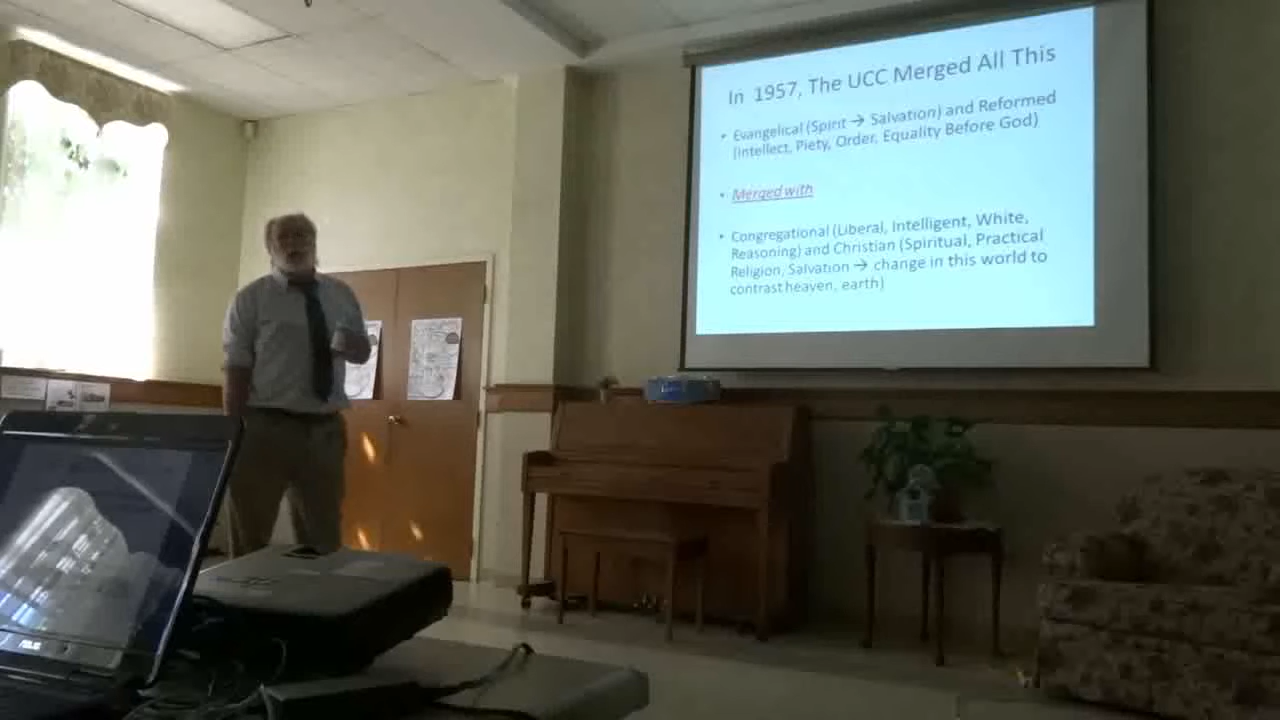 In 1957, The UCC Merged All This
• Evangelical (Spirit → Salvation) and Reformed
(Intellect, Piety, Order, Equality Before God)
• Merged with
• Congregational (Liberal, Intelligent, White,
Reasoning) and Christian (Spiritual, Practical
Religion, Salvation → change in this world to
contrast heaven, earth)
ASUS